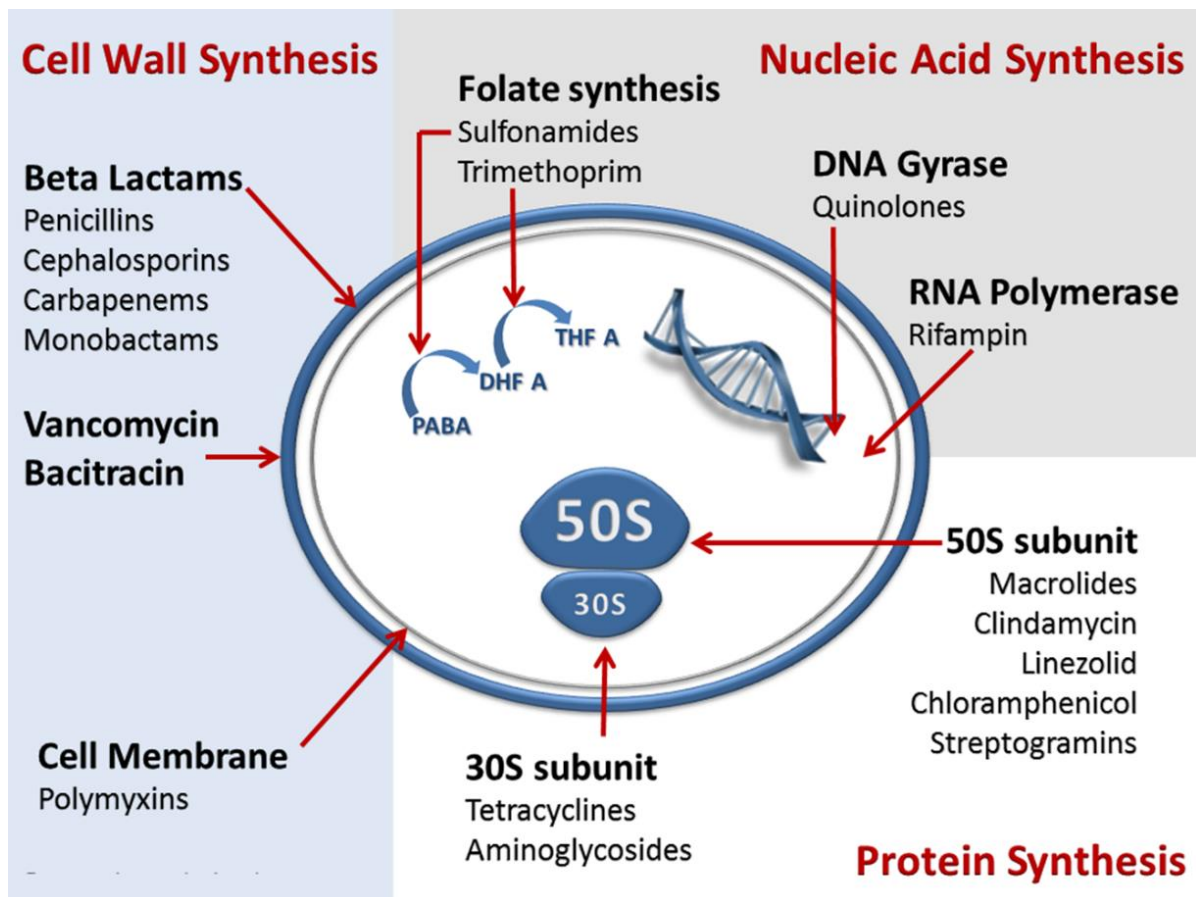 Cell Wall Synthesis
Beta Lactams
Penicillins
Cephalosporins
Carbapenems
Monobactams
Vancomycin
Bacitracin
Cell Membrane
Polymyxins
Nucleic Acid Synthesis
Folate synthesis
Sulfonamides
Trimethoprim
DNA Gyrase
Quinolones
RNA Polymerase
Rifampin
THF A
DHF A
PABA
50S
30S
50S subunit
Macrolides
Clindamycin
Linezolid
Chloramphenicol
Streptogramins
30S subunit
Tetracyclines
Aminoglycosides
Protein Synthesis